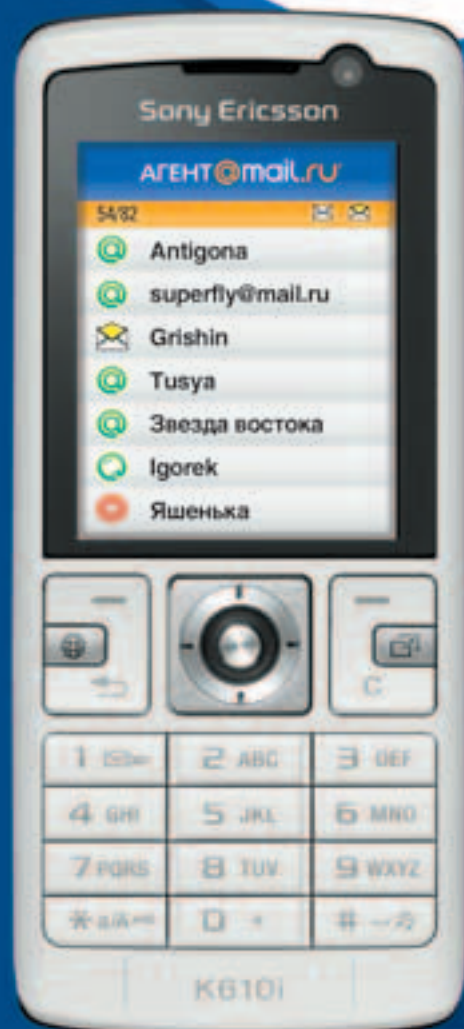 Sony Ericsson
агент@mail.ru
54/82
Antigona
superfly@mail.ru
Grishin
Tusya
Звезда востока
Igorek
Яшенька
C
1
2 ABC
3 DEF
4 GHI
5 JKL
6 MNO
7 PQRS
8 TUV
9 WXYZ
* a/A
0 +
#
K610i